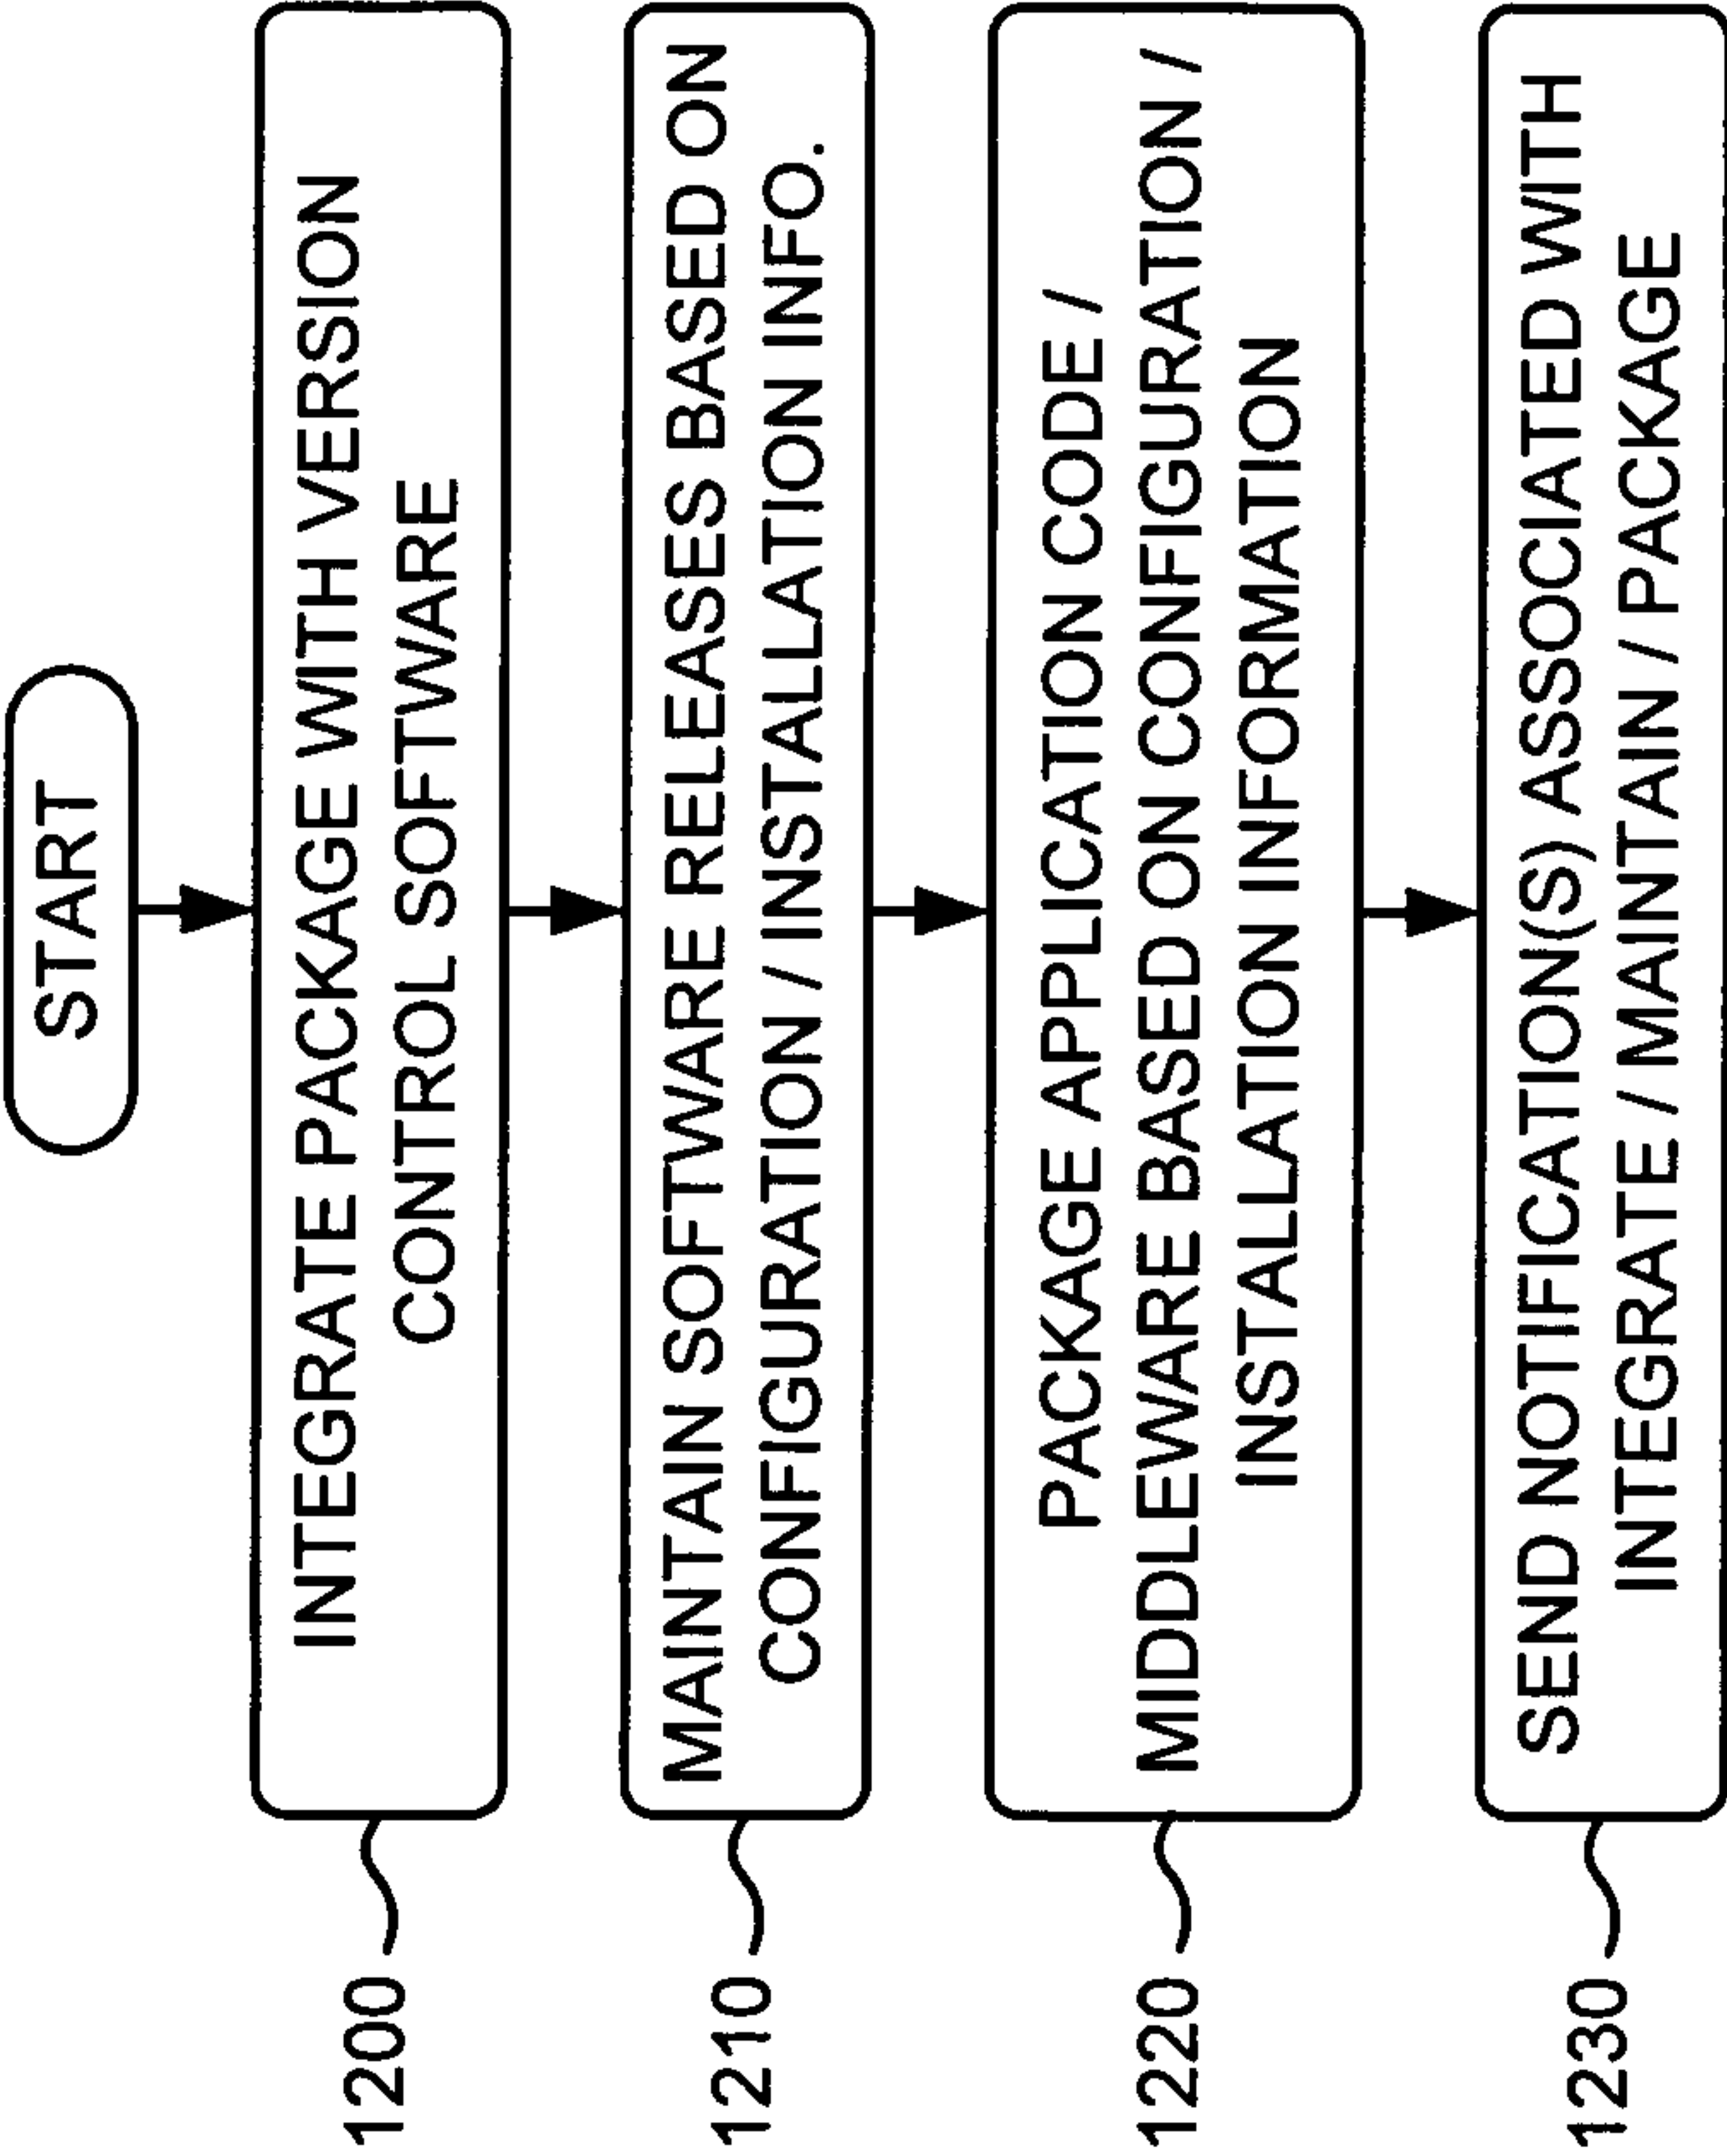 START
INTEGRATE PACKAGE WITH VERSION
CONTROL SOFTWARE
1200
MAINTAIN SOFTWARE RELEASES BASED ON
CONFIGURATION / INSTALLATION INFO.
1210
PACKAGE APPLICATION CODE /
MIDDLEWARE BASED ON CONFIGURATION /
INSTALLATION INFORMATION
1220
SEND NOTIFICATION(S) ASSOCIATED WITH
INTEGRATE / MAINTAIN / PACKAGE
1230